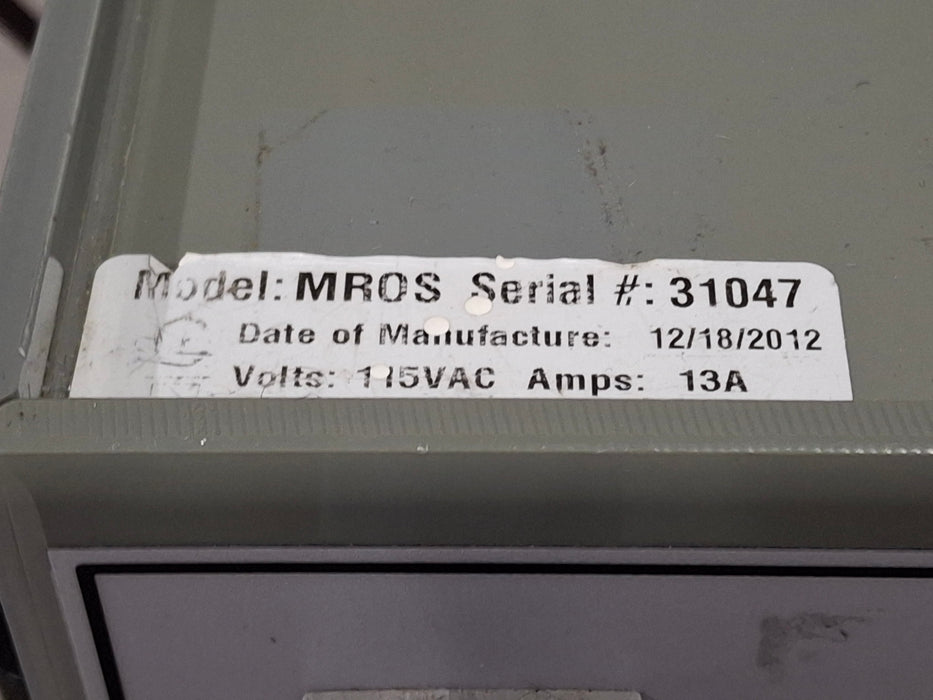 Model: MROS Serial #: 31047
Date of Manufacture: 12/18/2012
Volts: 115VAC Amps: 13A